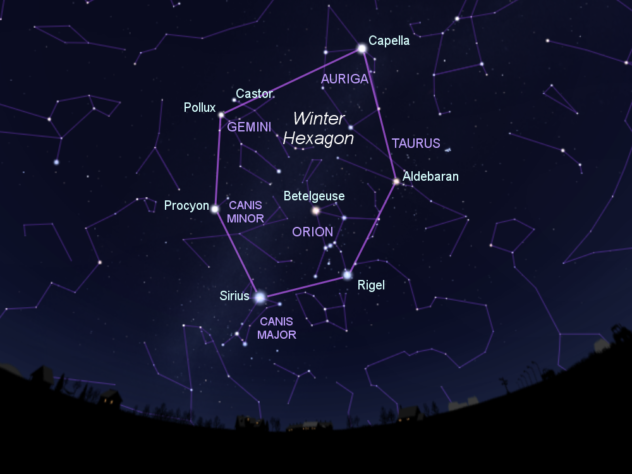 Capella
AURIGA
Castor
Pollux
GEMINI
Winter
Hexagon
TAURUS
Aldebaran
Betelgeuse
Procyon
CANIS
MINOR
ORION
Rigel
Sirius
CANIS
MAJOR